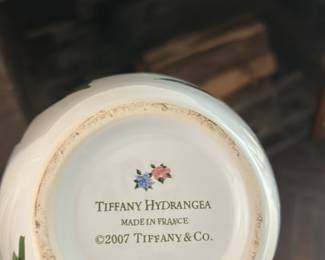 TIFFANY HYDRANGEA
MADE IN FRANCE
©2007 TIFFANY & CO.